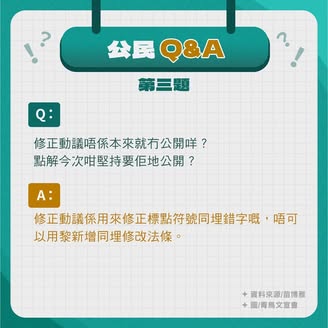 公民Q&A
第三題
Q:
修正動議唔係本來就冇公開咩？
點解今次咁堅持要佢地公開？
A:
修正動議係用來修正標點符號同埋錯字嘅，唔可
以用黎新增同埋修改法條。
✦ 資料來源/苗博雅
✦ 圖/青鳥文宣會